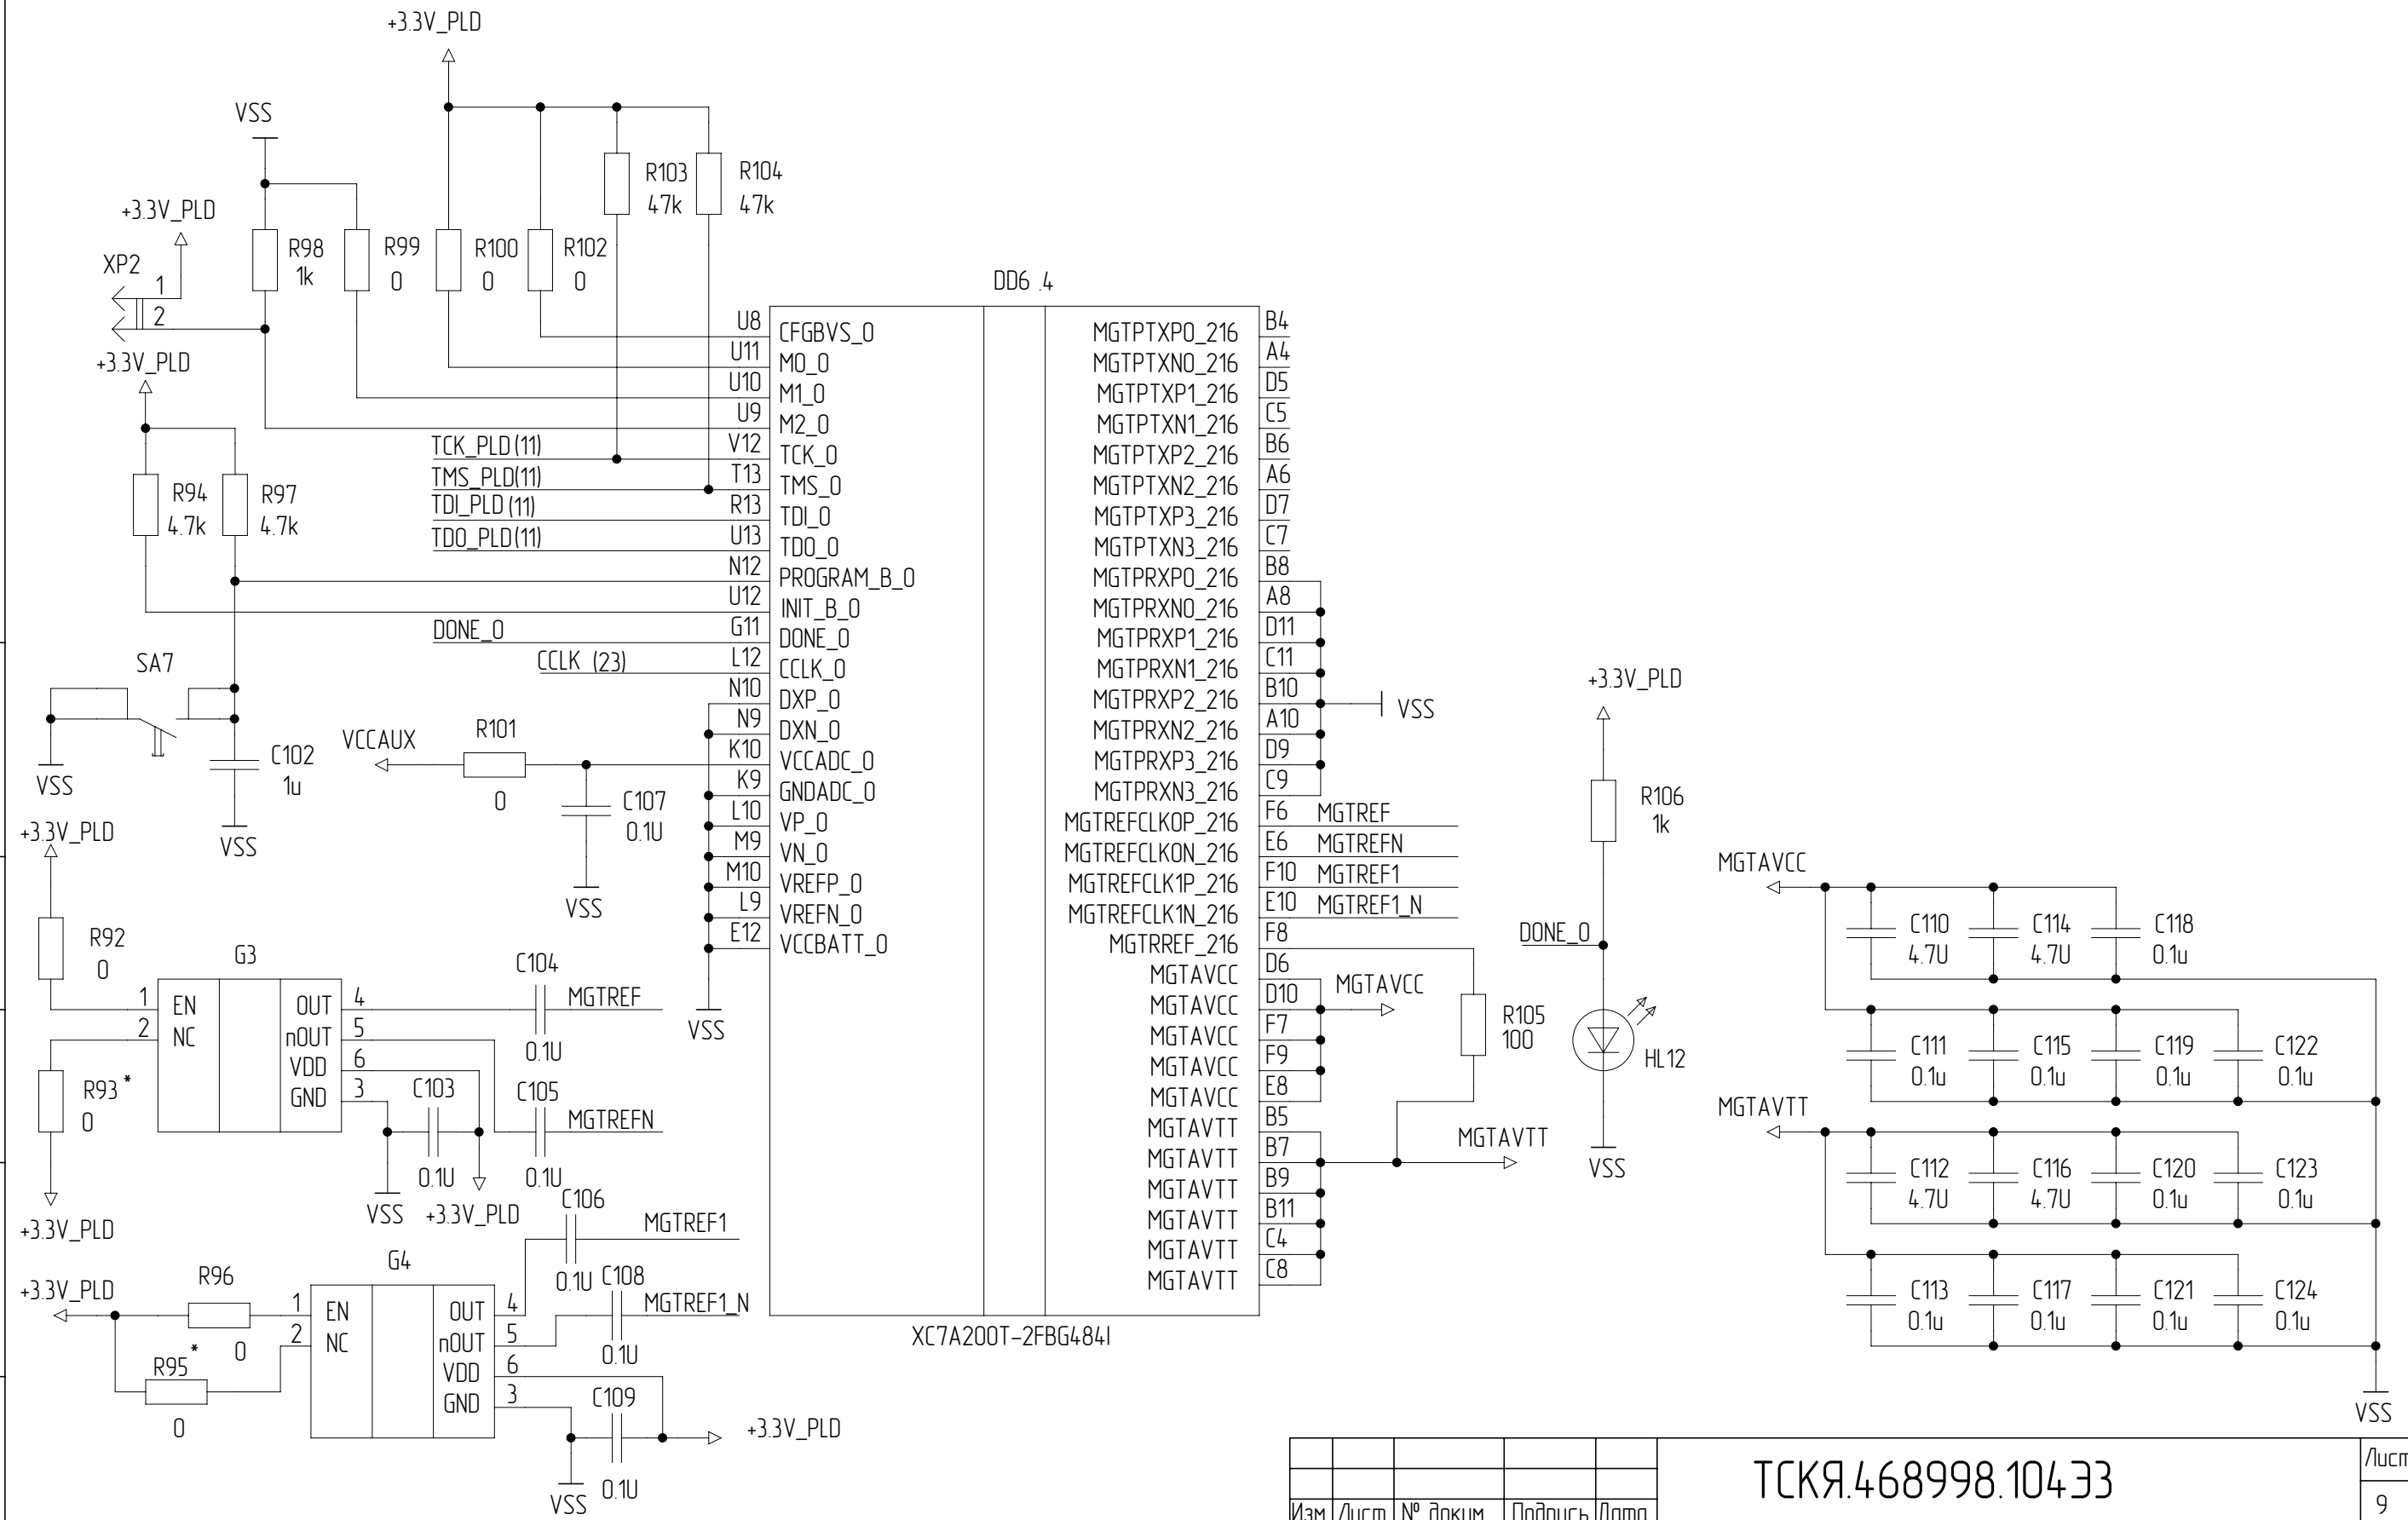 +3.3V_PLD
VSS
+3.3V_PLD
XP2
1
2
R98
1k
R99
0
R100
0
R102
0
R103
47k
R104
47k
+3.3V_PLD
R94
4.7k
R97
4.7k
TCK_PLD(11)
TMS_PLD(11)
TDI_PLD(11)
TDO_PLD(11)
DONE_0
CCLK (23)
SA7
VSS
C102
1u
VSS
VCCAUX
R101
0
C107
0.1U
VSS
VSS
DD6 .4
U8 CFGBVS_0
U11 M0_0
U10 M1_0
U9 M2_0
V12 TCK_0
T13 TMS_0
R13 TDI_0
U13 TDO_0
N12 PROGRAM_B_0
U12 INIT_B_0
G11 DONE_0
L12 CCLK_0
N10 DXP_0
N9 DXN_0
K10 VCCADC_0
K9 GNDADC_0
L10 VP_0
M9 VN_0
M10 VREFP_0
L9 VREFN_0
E12 VCCBATT_0
MGTPTXP0_216 B4
MGTPTXN0_216 A4
MGTPTXP1_216 D5
MGTPTXN1_216 C5
MGTPTXP2_216 B6
MGTPTXN2_216 A6
MGTPTXP3_216 D7
MGTPTXN3_216 C7
MGTPRXP0_216 B8
MGTPRXN0_216 A8
MGTPRXP1_216 D11
MGTPRXN1_216 C11
MGTPRXP2_216 B10
MGTPRXN2_216 A10
MGTPRXP3_216 D9
MGTPRXN3_216 C9
MGTREFCLK0P_216 F6 MGTREF
MGTREFCLK0N_216 E6 MGTREFN
MGTREFCLK1P_216 F10 MGTREF1
MGTREFCLK1N_216 E10 MGTREF1_N
MGTRREF_216 F8
MGTAVCC D6
MGTAVCC D10
MGTAVCC F7
MGTAVCC F9
MGTAVCC E8
MGTAVTT B5
MGTAVTT B7
MGTAVTT B9
MGTAVTT B11
MGTAVTT C4
MGTAVTT C8
XC7A200T-2FBG484I
VSS
MGTAVCC
R105
100
MGTAVTT
+3.3V_PLD
R106
1k
DONE_0
HL12
VSS
+3.3V_PLD
R92
0
G3
1 EN
2 NC
OUT 4
nOUT 5
VDD 6
GND 3
R93*
0
+3.3V_PLD
C104
0.1U
MGTREF
C103
0.1U
C105
0.1U
MGTREFN
VSS
+3.3V_PLD
+3.3V_PLD
R96
0
R95*
0
G4
1 EN
2 NC
OUT 4
nOUT 5
VDD 6
GND 3
C106
0.1U
MGTREF1
C108
0.1U
MGTREF1_N
C109
0.1U
VSS
+3.3V_PLD
MGTAVCC
C110
4.7U
C114
4.7U
C118
0.1u
C111
0.1u
C115
0.1u
C119
0.1u
C122
0.1u
MGTAVTT
C112
4.7U
C116
4.7U
C120
0.1u
C123
0.1u
C113
0.1u
C117
0.1u
C121
0.1u
C124
0.1u
VSS
ТСКЯ.468998.104Э3
Лист
9
Изм Лист № докум. Подпись Дата